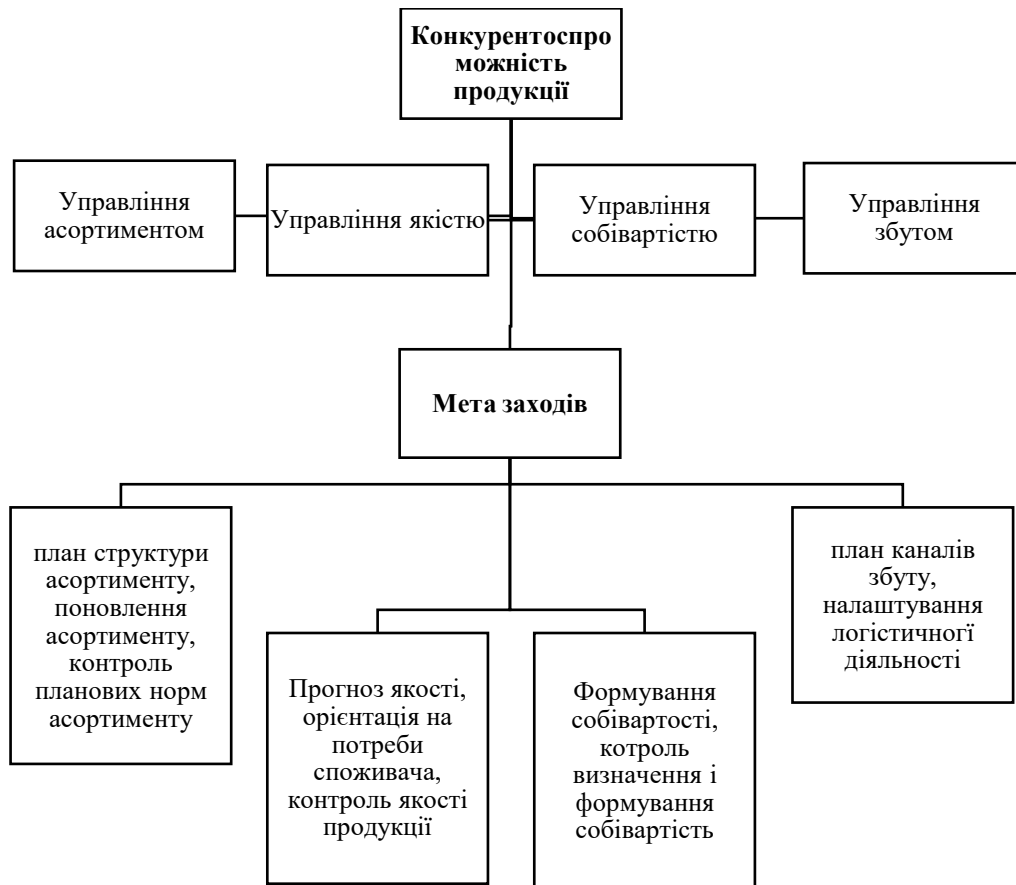 Конкурентоспро
можність
продукції
Управління
асортиментом
Управління якістю
Управління
собівартістю
Управління
збутом
Мета заходів
план структури
асортименту,
поновлення
асортименту,
контроль
планових норм
асортименту
Прогноз якості,
орієнтація на
потреби
споживача,
контроль якості
продукції
Формування
собівартості,
котроль
визначення і
формування
собівартість
план каналів
збуту,
налаштування
логістичногї
діяльності